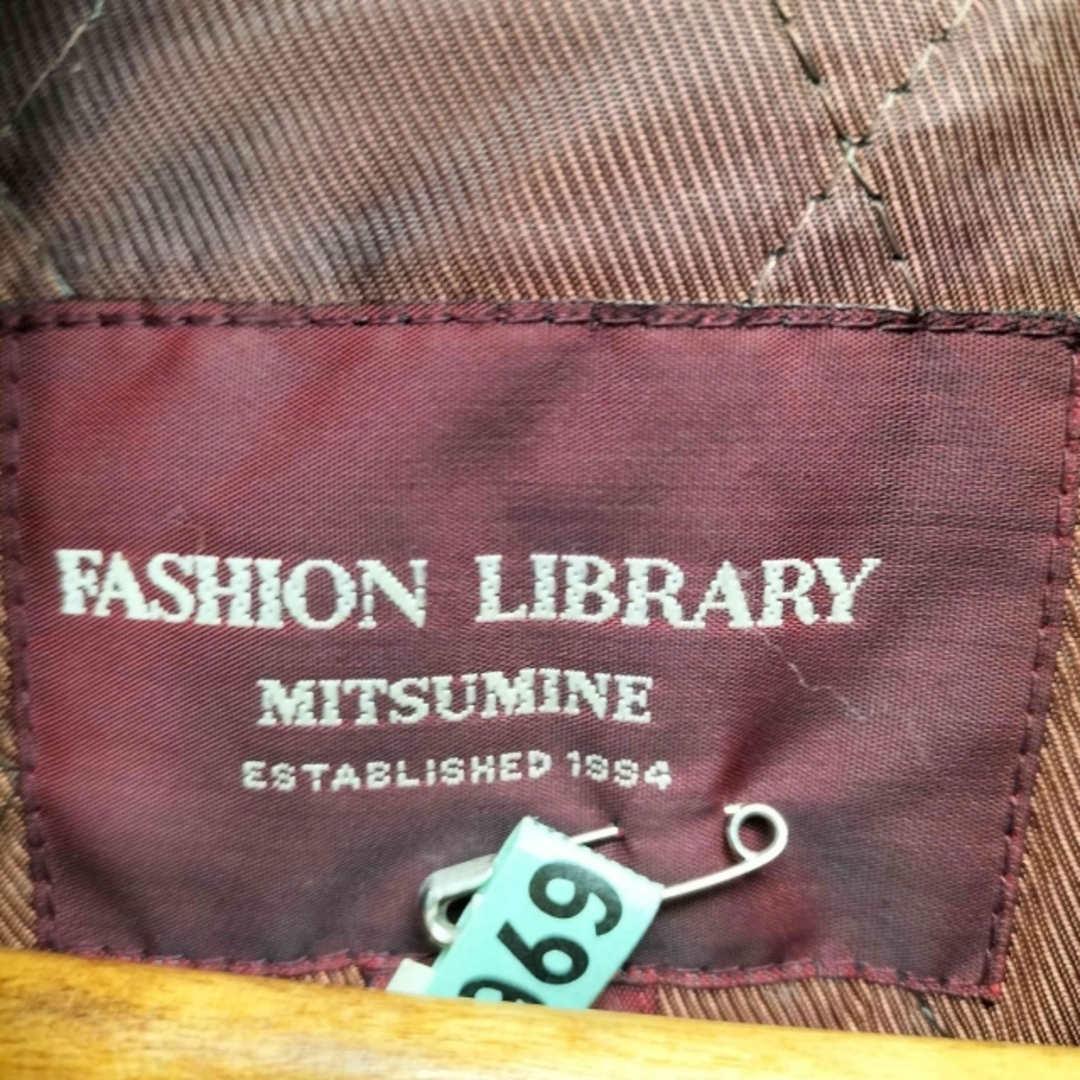 FASHION LIBRARY
MITSUMINE
ESTABLISHED 1994